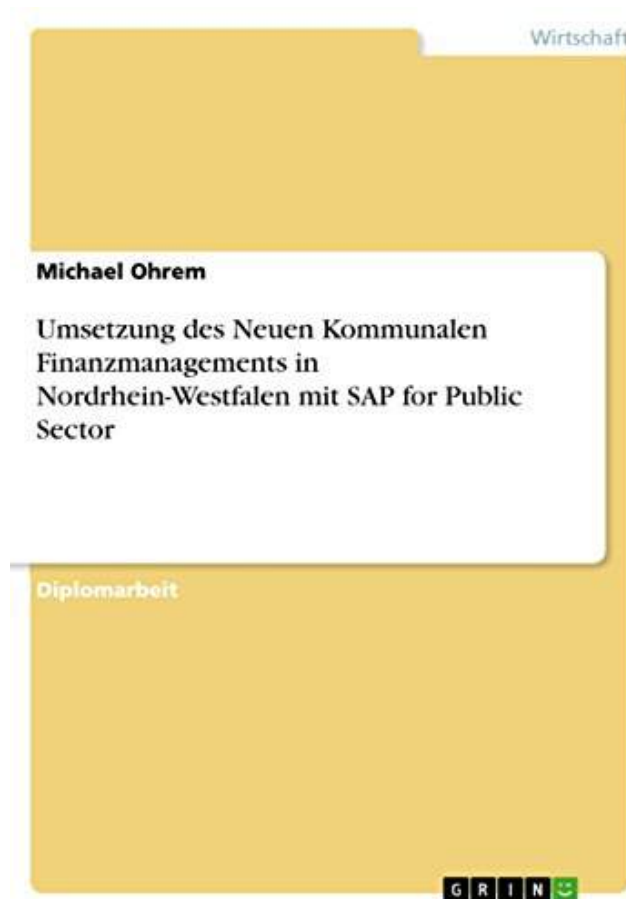 Wirtschaft
Michael Ohrem
Umsetzung des Neuen Kommunalen
Finanzmanagements in
Nordrhein-Westfalen mit SAP for Public
Sector
Diplomarbeit
GRIN